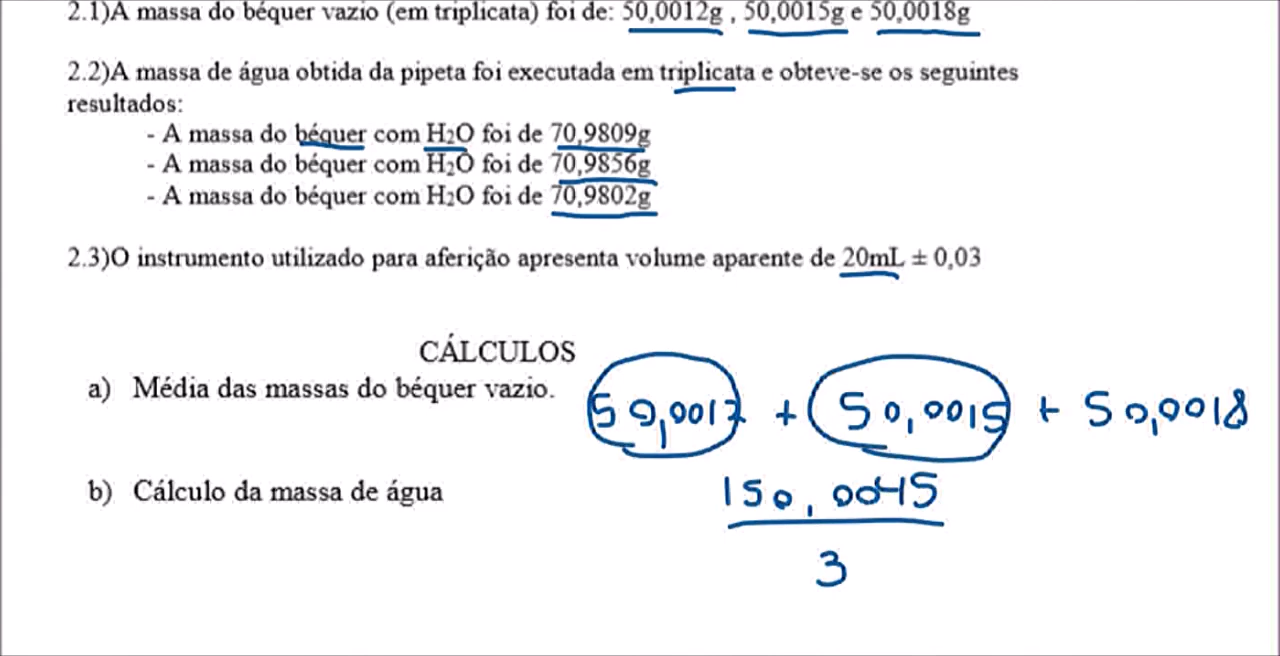 2.1)A massa do béquer vazio (em triplicata) foi de: 50,0012g , 50,0015g e 50,0018g
2.2)A massa de água obtida da pipeta foi executada em triplicata e obteve-se os seguintes
resultados:
- A massa do béquer com H₂O foi de 70,9809g
- A massa do béquer com H₂O foi de 70,9856g
- A massa do béquer com H₂O foi de 70,9802g
2.3)O instrumento utilizado para aferição apresenta volume aparente de 20mL ± 0,03
CÁLCULOS
a) Média das massas do béquer vazio.
50,0012 + 50,0015 + 50,0018
b) Cálculo da massa de água
150,0045
3